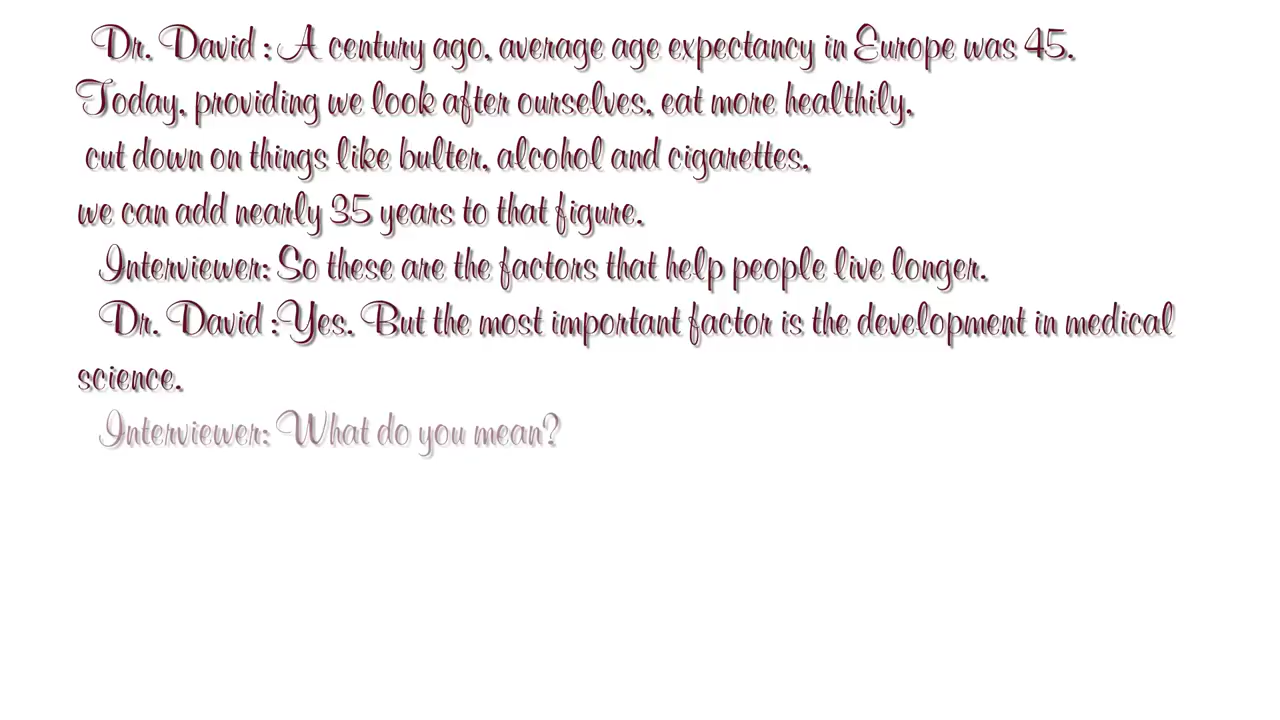 Dr. David : A century ago, average age expectancy in Europe was 45.
Today, providing we look after ourselves, eat more healthily,
cut down on things like bulter, alcohol and cigarettes,
we can add nearly 35 years to that figure.
Interviewer: So these are the factors that help people live longer.
Dr. David :Yes. But the most important factor is the development in medical
science.
Interviewer: What do you mean?